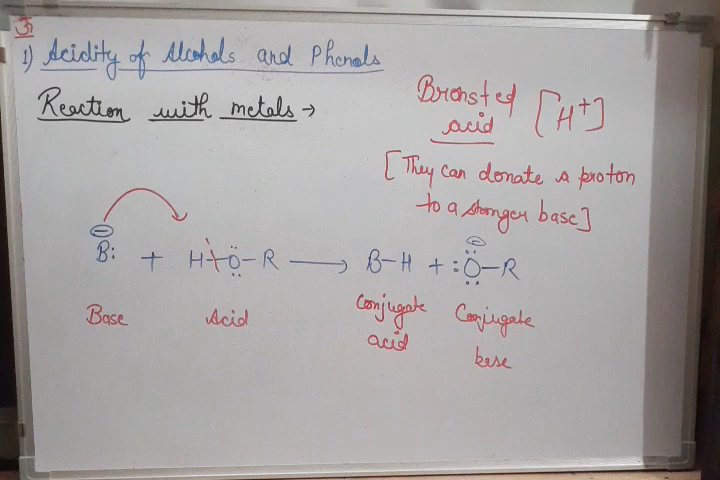 ॐ
1) Acidity of Alcohols and Phenols
Reaction with metals →
Bronsted acid [H⁺]
[They can donate a proton
to a stronger base]
⊖B: + H–Ö–R ⟶ B–H + :Ö:⊖–R
Base Acid Conjugate acid Conjugate base